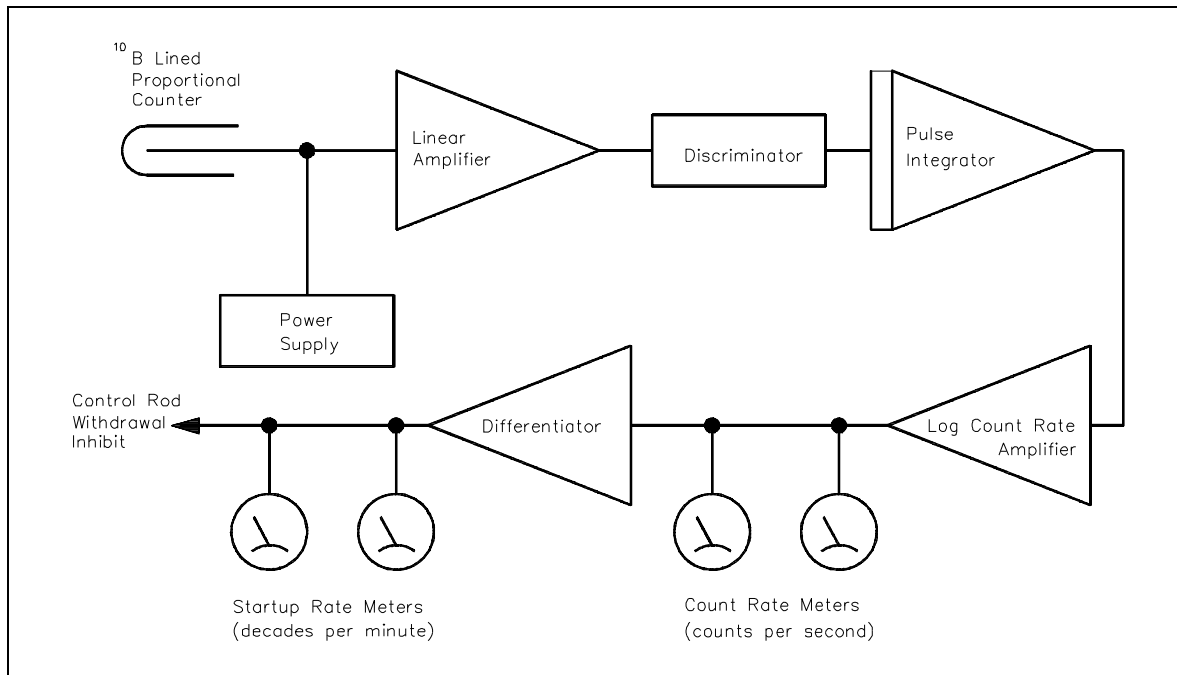 10
B Lined
Proportional
Counter
Linear
Amplifier
Discriminator
Pulse
Integrator
Power
Supply
Control Rod
Withdrawal
Inhibit
Differentiator
Log Count Rate
Amplifier
Startup Rate Meters
(decades per minute)
Count Rate Meters
(counts per second)